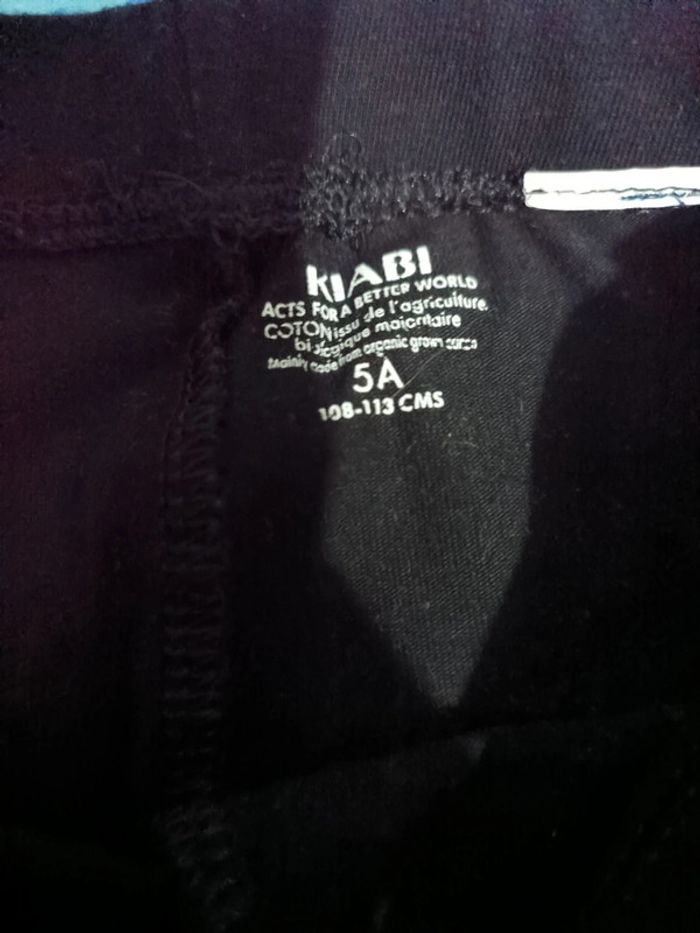 KIABI
ACTS FOR A BETTER WORLD
COTON issu de l'agriculture
biologique majoritaire
Mainly made from organic grown
5A
108-113 CMS